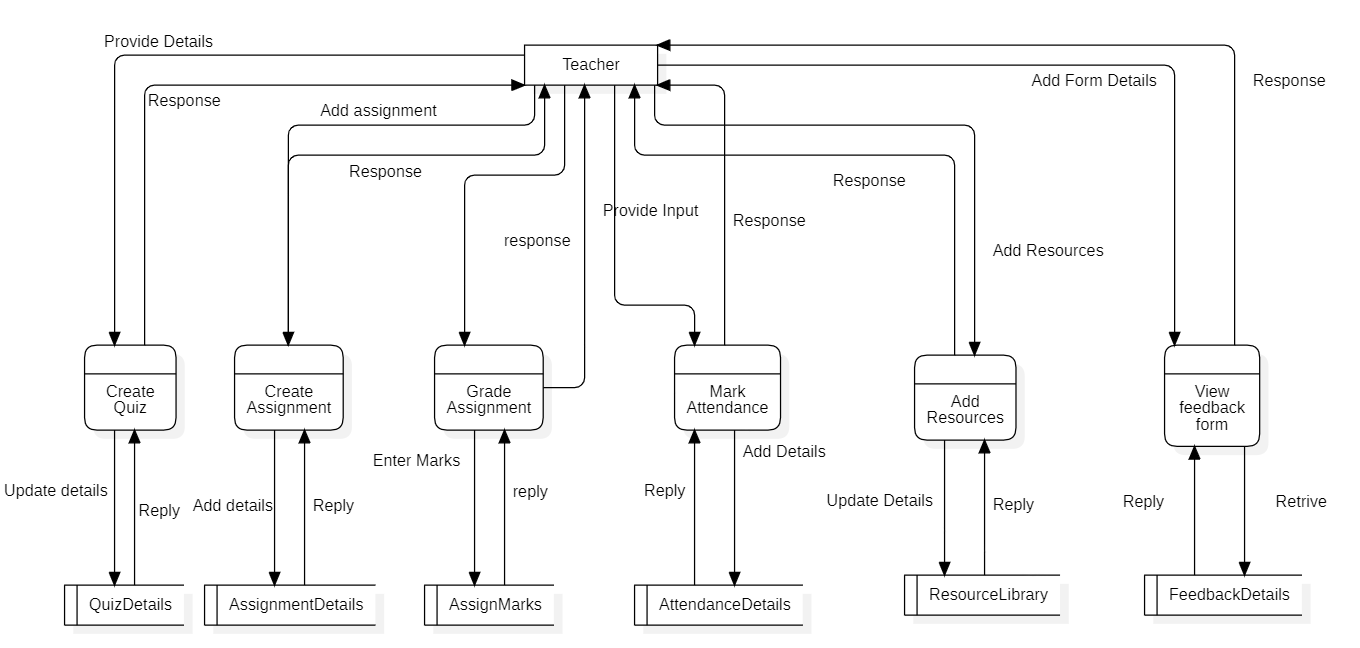 Provide Details
Teacher
Add Form Details
Response
Response
Add assignment
Response
Response
Provide Input
Response
response
Add Resources
Create
Quiz
Create
Assignment
Grade
Assignment
Mark
Attendance
Add
Resources
View
feedback
form
Update details
Reply
Add details
Reply
Enter Marks
reply
Reply
Add Details
Update Details
Reply
Reply
Retrive
QuizDetails
AssignmentDetails
AssignMarks
AttendanceDetails
ResourceLibrary
FeedbackDetails